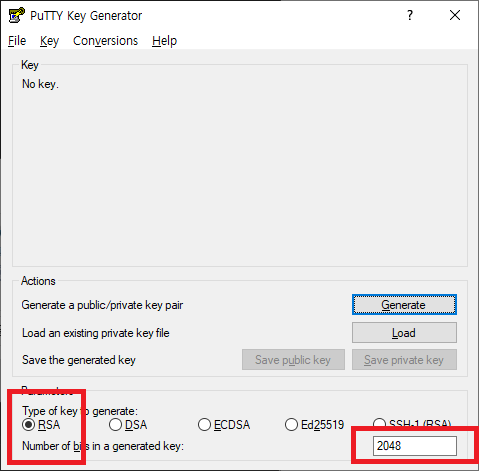 PuTTY Key Generator
File Key Conversions Help
Key
No key.
Actions
Generate a public/private key pair Generate
Load an existing private key file Load
Save the generated key Save public key Save private key
Parameters
Type of key to generate:
RSA DSA ECDSA Ed25519 SSH-1 (RSA)
Number of bits in a generated key: 2048